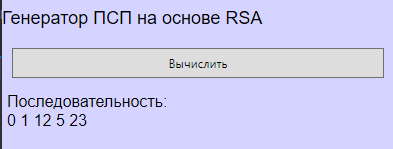 Генератор ПСП на основе RSA
Вычислить
Последовательность:
0 1 12 5 23